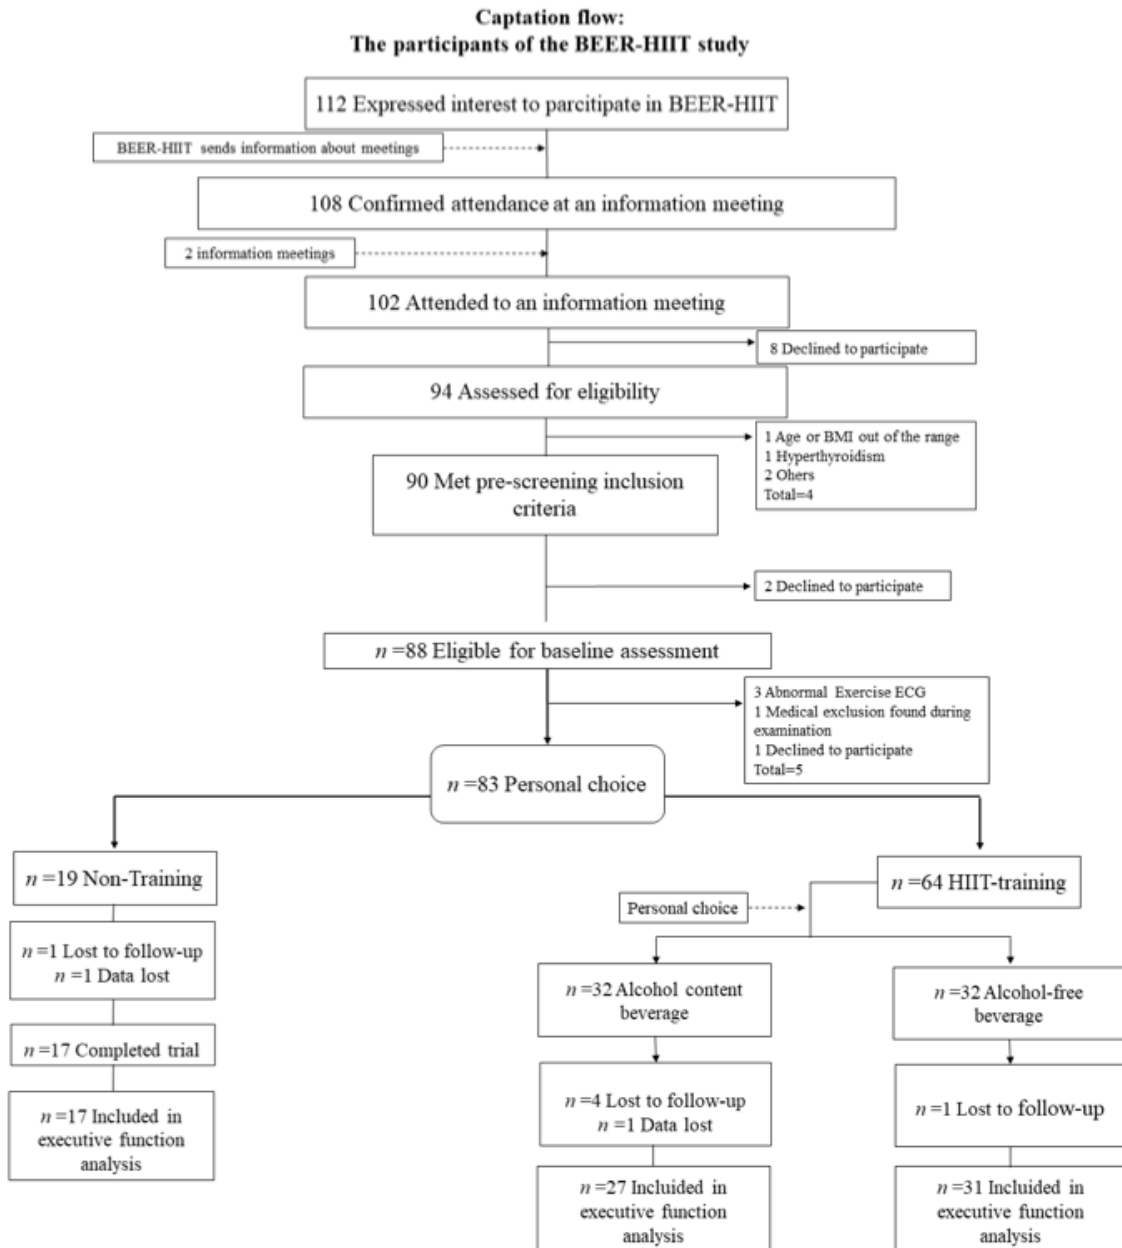 Captation flow:
The participants of the BEER-HIIT study
112 Expressed interest to parcitipate in BEER-HIIT
BEER-HIIT sends information about meetings
108 Confirmed attendance at an information meeting
2 information meetings
102 Attended to an information meeting
8 Declined to participate
94 Assessed for eligibility
1 Age or BMI out of the range
1 Hyperthyroidism
2 Ohers
Total=4
90 Met pre-screening inclusion
criteria
2 Declined to participate
n =88 Eligible for baseline assessment
3 Abnormal Exercise ECG
1 Medical exclusion found during
examination
1 Declined to participate
Total=5
n =83 Personal choice
n =19 Non-Training
n =64 HIIT-training
Personal choice
n =1 Lost to follow-up
n =1 Data lost
n =17 Completed trial
n =17 Included in
executive function
analysis
n =32 Alcohol content
beverage
n =32 Alcohol-free
beverage
n =4 Lost to follow-up
n =1 Data lost
n =1 Lost to follow-up
n =27 Incluided in
executive function
analysis
n =31 Incluided in
executive function
analysis